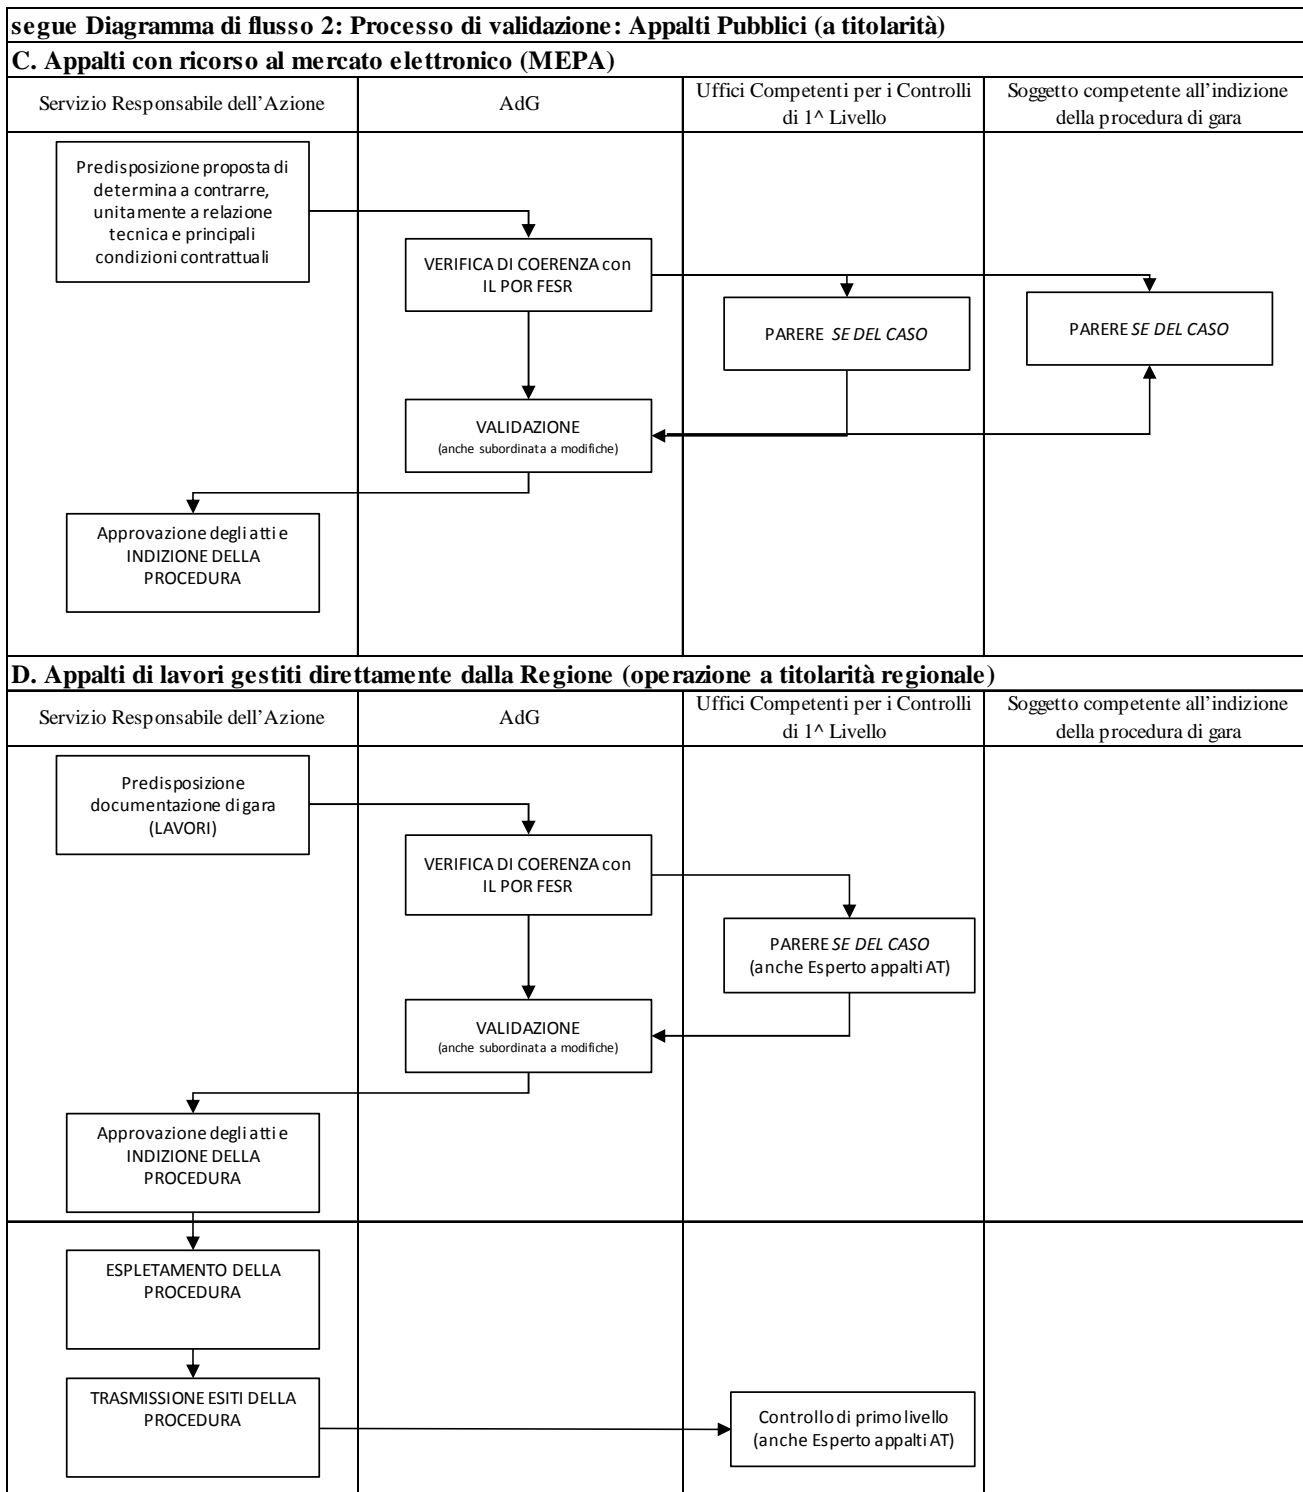 segue Diagramma di flusso 2: Processo di validazione: Appalti Pubblici (a titolarità)
C. Appalti con ricorso al mercato elettronico (MEPA)
Servizio Responsabile dell'Azione
AdG
Uffici Competenti per i Controlli
di 1^ Livello
Soggetto competente all'indizione
della procedura di gara
Predisposizione proposta di
determina a contrarre,
unitamente a relazione
tecnica e principali
condizioni contrattuali
VERIFICA DI COERENZA con
IL POR FESR
PARERE SE DEL CASO
PARERE SE DEL CASO
VALIDAZIONE
(anche subordinata a modifiche)
Approvazione degli atti e
INDIZIONE DELLA
PROCEDURA
D. Appalti di lavori gestiti direttamente dalla Regione (operazione a titolarità regionale)
Servizio Responsabile dell'Azione
AdG
Uffici Competenti per i Controlli
di 1^ Livello
Soggetto competente all'indizione
della procedura di gara
Predisposizione
documentazione di gara
(LAVORI)
VERIFICA DI COERENZA con
IL POR FESR
PARERE SE DEL CASO
(anche Esperto appalti AT)
VALIDAZIONE
(anche subordinata a modifiche)
Approvazione degli atti e
INDIZIONE DELLA
PROCEDURA
ESPLETAMENTO DELLA
PROCEDURA
TRASMISSIONE ESITI DELLA
PROCEDURA
Controllo di primo livello
(anche Esperto appalti AT)